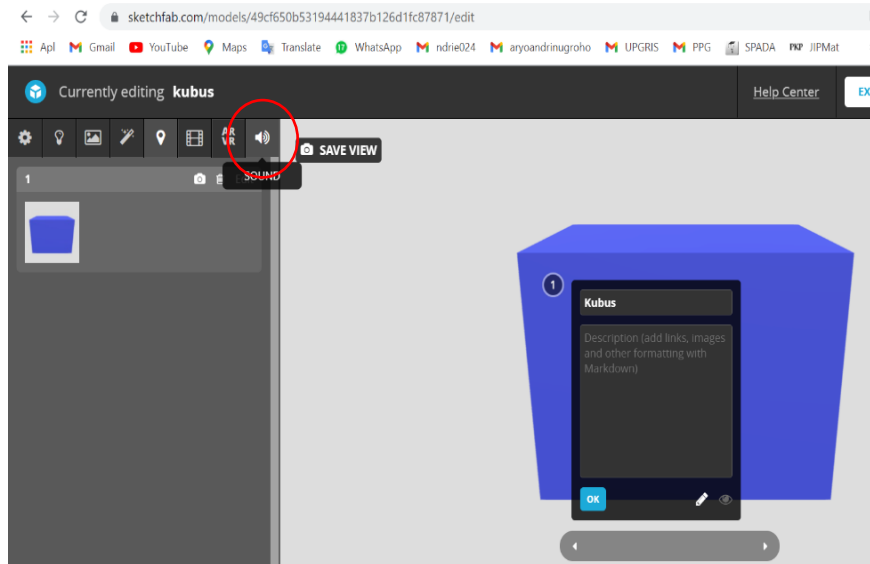 sketchfab.com/models/49cf650b53194441837b126d1fc87871/edit
Apl Gmail YouTube Maps Translate WhatsApp ndrie024 aryoandrinugroho UPGRIS PPG SPADA PKP JIPMat
Currently editing kubus
Help Center
EX
AR
VR
SAVE VIEW
SOUND
1
1
Kubus
Description (add links, images
and other formatting with
Markdown)
OK